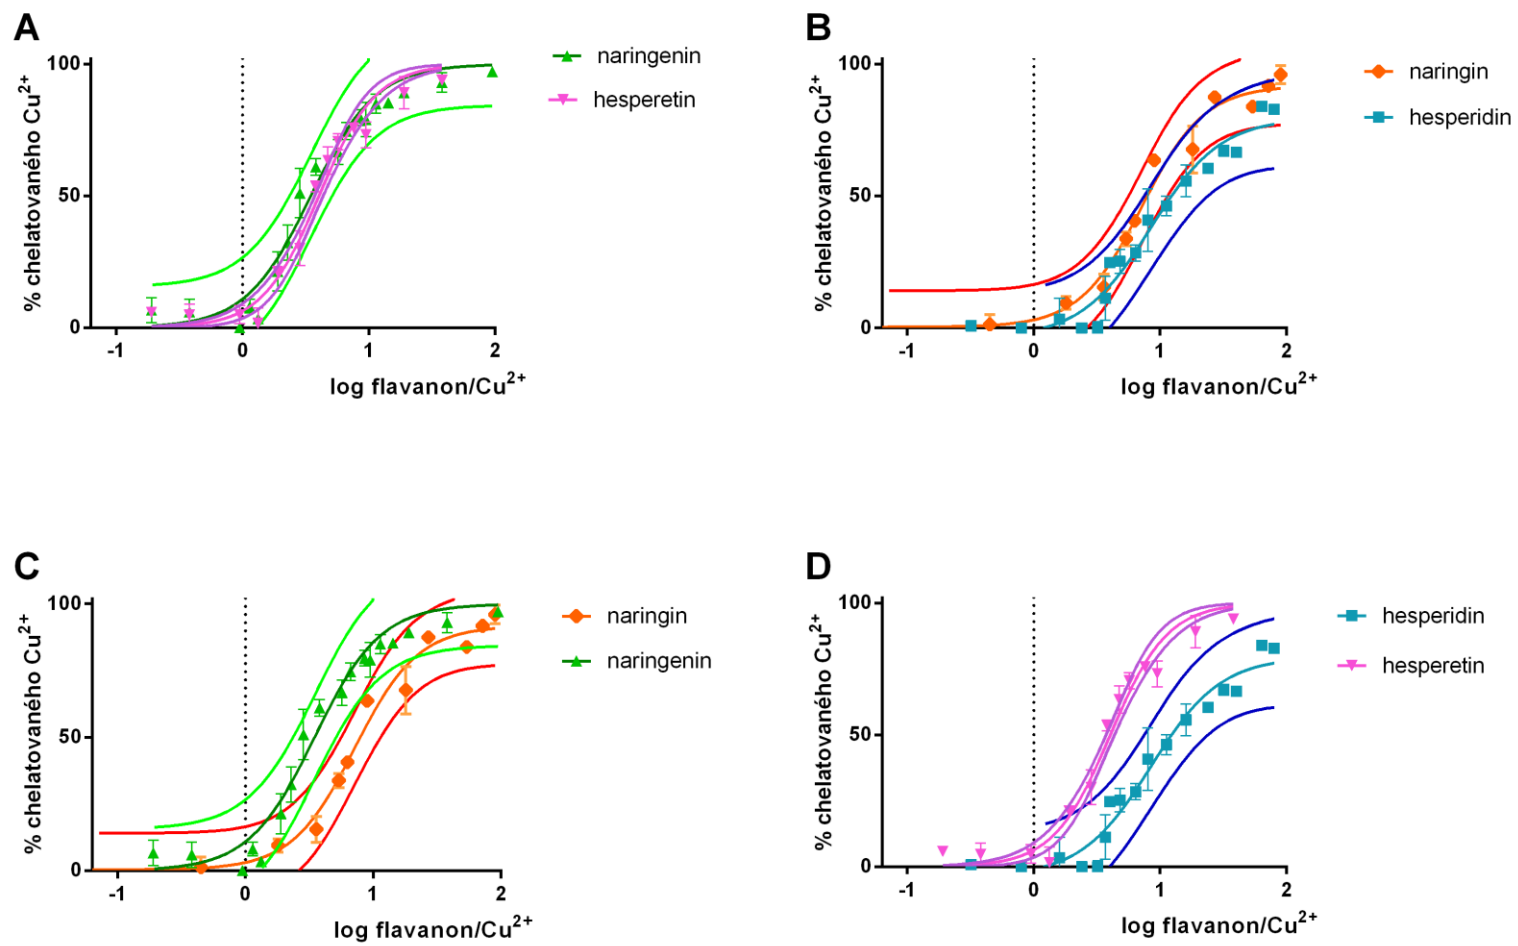 A
% chelatovaného Cu2+
100
50
0
-1 0 1 2
log flavanon/Cu2+
naringenin
hesperetin
B
% chelatovaného Cu2+
100
50
0
-1 0 1 2
log flavanon/Cu2+
naringin
hesperidin
C
% chelatovaného Cu2+
100
50
0
-1 0 1 2
log flavanon/Cu2+
naringin
naringenin
D
% chelatovaného Cu2+
100
50
0
-1 0 1 2
log flavanon/Cu2+
hesperidin
hesperetin